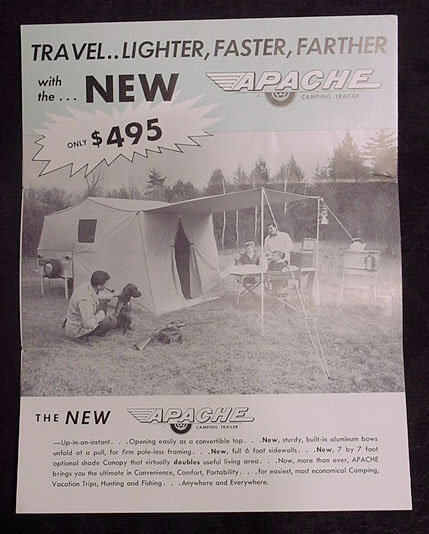 TRAVEL..LIGHTER, FASTER, FARTHER
with
the ... NEW
APACHE
CAMPING TRAILER
ONLY $495
THE NEW APACHE
CAMPING TRAILER
—Up-in-an-instant. . .Opening easily as a convertible top. . .New, sturdy, built-in aluminum bows
unfold at a pull, for firm pole-less framing. . .New, full 6 foot sidewalls. . .New, 7 by 7 foot
optional shade Canopy that virtually doubles useful living area. . .Now, more than ever, APACHE
brings you the ultimate in Convenience, Comfort, Portability. . .for easiest, most economical Camping,
Vacation Trips, Hunting and Fishing. . .Anywhere and Everywhere.